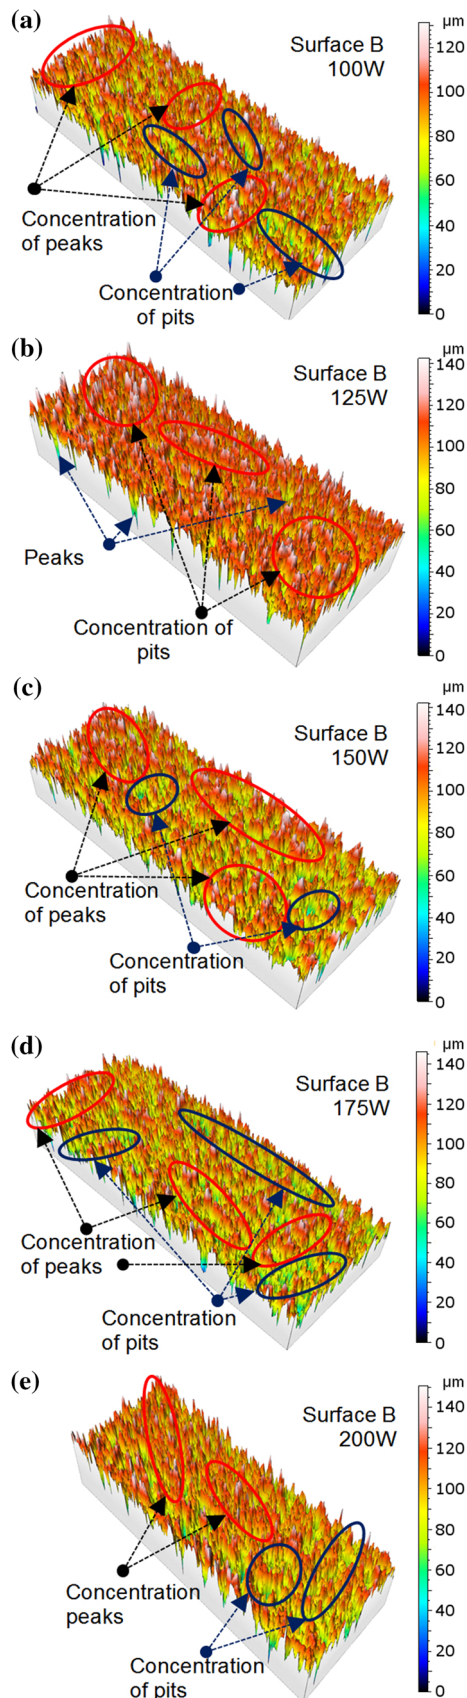 (a)
Surface B
100W
µm
120
100
80
60
40
20
0
Concentration
of peaks
Concentration
of pits
(b)
Surface B
125W
µm
140
120
100
80
60
40
20
0
Peaks
Concentration of
pits
(c)
Surface B
150W
µm
140
120
100
80
60
40
20
0
Concentration
of peaks
Concentration
of pits
(d)
Surface B
175W
µm
140
120
100
80
60
40
20
0
Concentration
of peaks
Concentration
of pits
(e)
Surface B
200W
µm
140
120
100
80
60
40
20
0
Concentration
peaks
Concentration
of pits